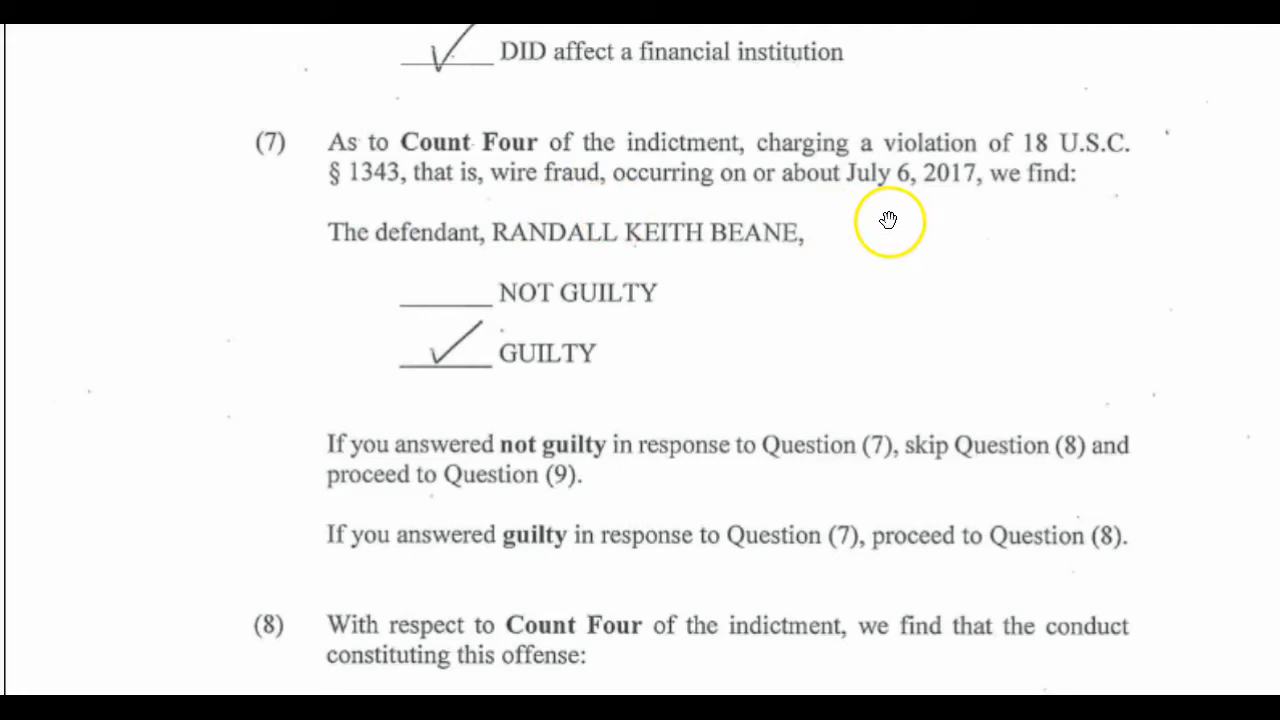 DID affect a financial institution
(7) As to Count Four of the indictment, charging a violation of 18 U.S.C.
§ 1343, that is, wire fraud, occurring on or about July 6, 2017, we find:
The defendant, RANDALL KEITH BEANE,
NOT GUILTY
GUILTY
If you answered not guilty in response to Question (7), skip Question (8) and
proceed to Question (9).
If you answered guilty in response to Question (7), proceed to Question (8).
(8) With respect to Count Four of the indictment, we find that the conduct
constituting this offense: